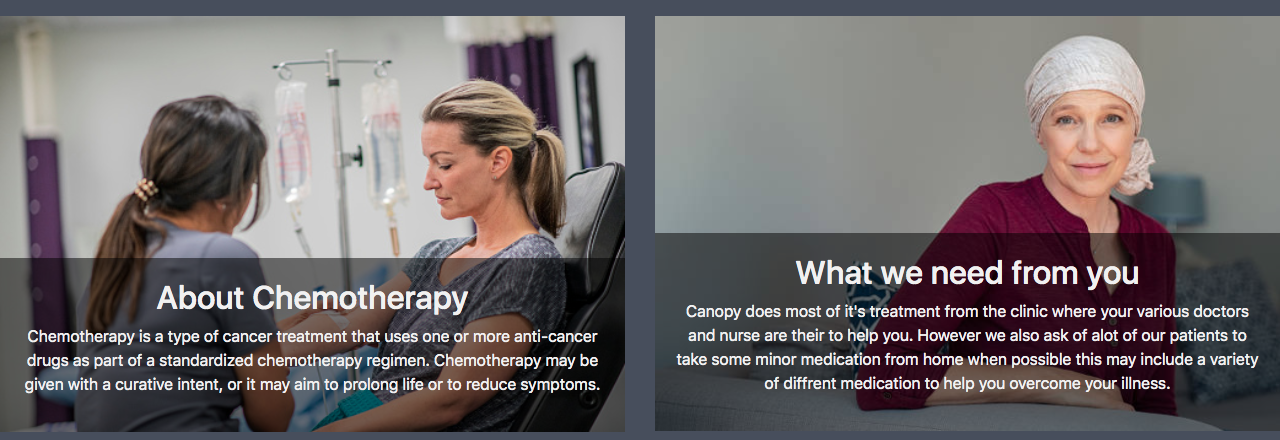 About Chemotherapy
Chemotherapy is a type of cancer treatment that uses one or more anti-cancer
drugs as part of a standardized chemotherapy regimen. Chemotherapy may be
given with a curative intent, or it may aim to prolong life or to reduce symptoms.
What we need from you
Canopy does most of it's treatment from the clinic where your various doctors
and nurse are their to help you. However we also ask of alot of our patients to
take some minor medication from home when possible this may include a variety
of diffrent medication to help you overcome your illness.